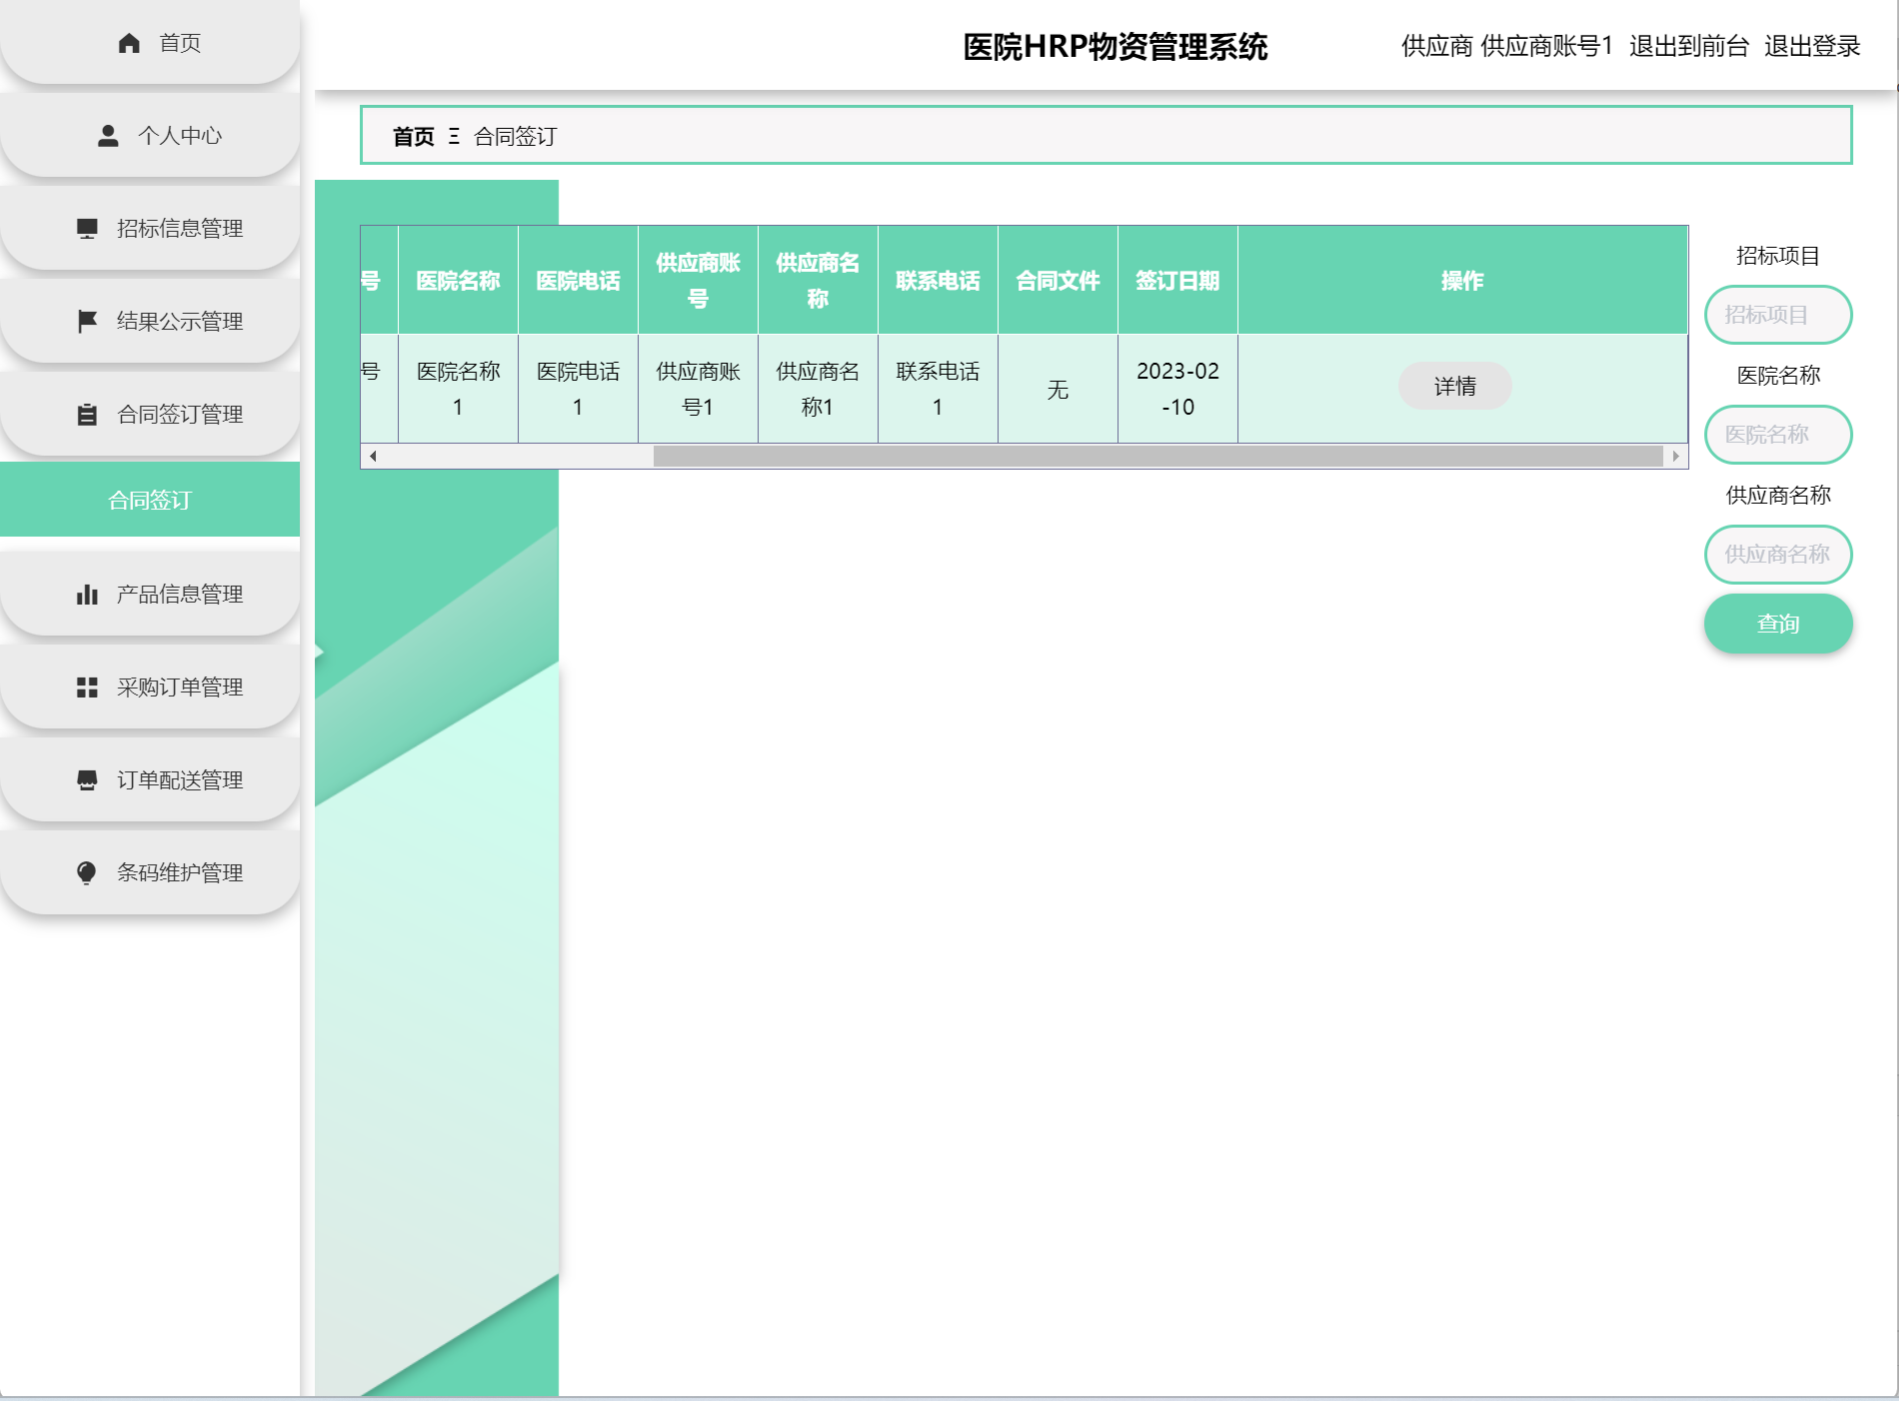 首页
个人中心
招标信息管理
结果公示管理
合同签订管理
合同签订
产品信息管理
采购订单管理
订单配送管理
条码维护管理
医院HRP物资管理系统
供应商 供应商账号1 退出到前台 退出登录
首页 Ξ 合同签订
号 医院名称 医院电话 供应商账号 供应商名称 联系电话 合同文件 签订日期 操作
号 医院名称1 医院电话1 供应商账号1 供应商名称1 联系电话1 无 2023-02-10 详情
招标项目
招标项目
医院名称
医院名称
供应商名称
供应商名称
查询